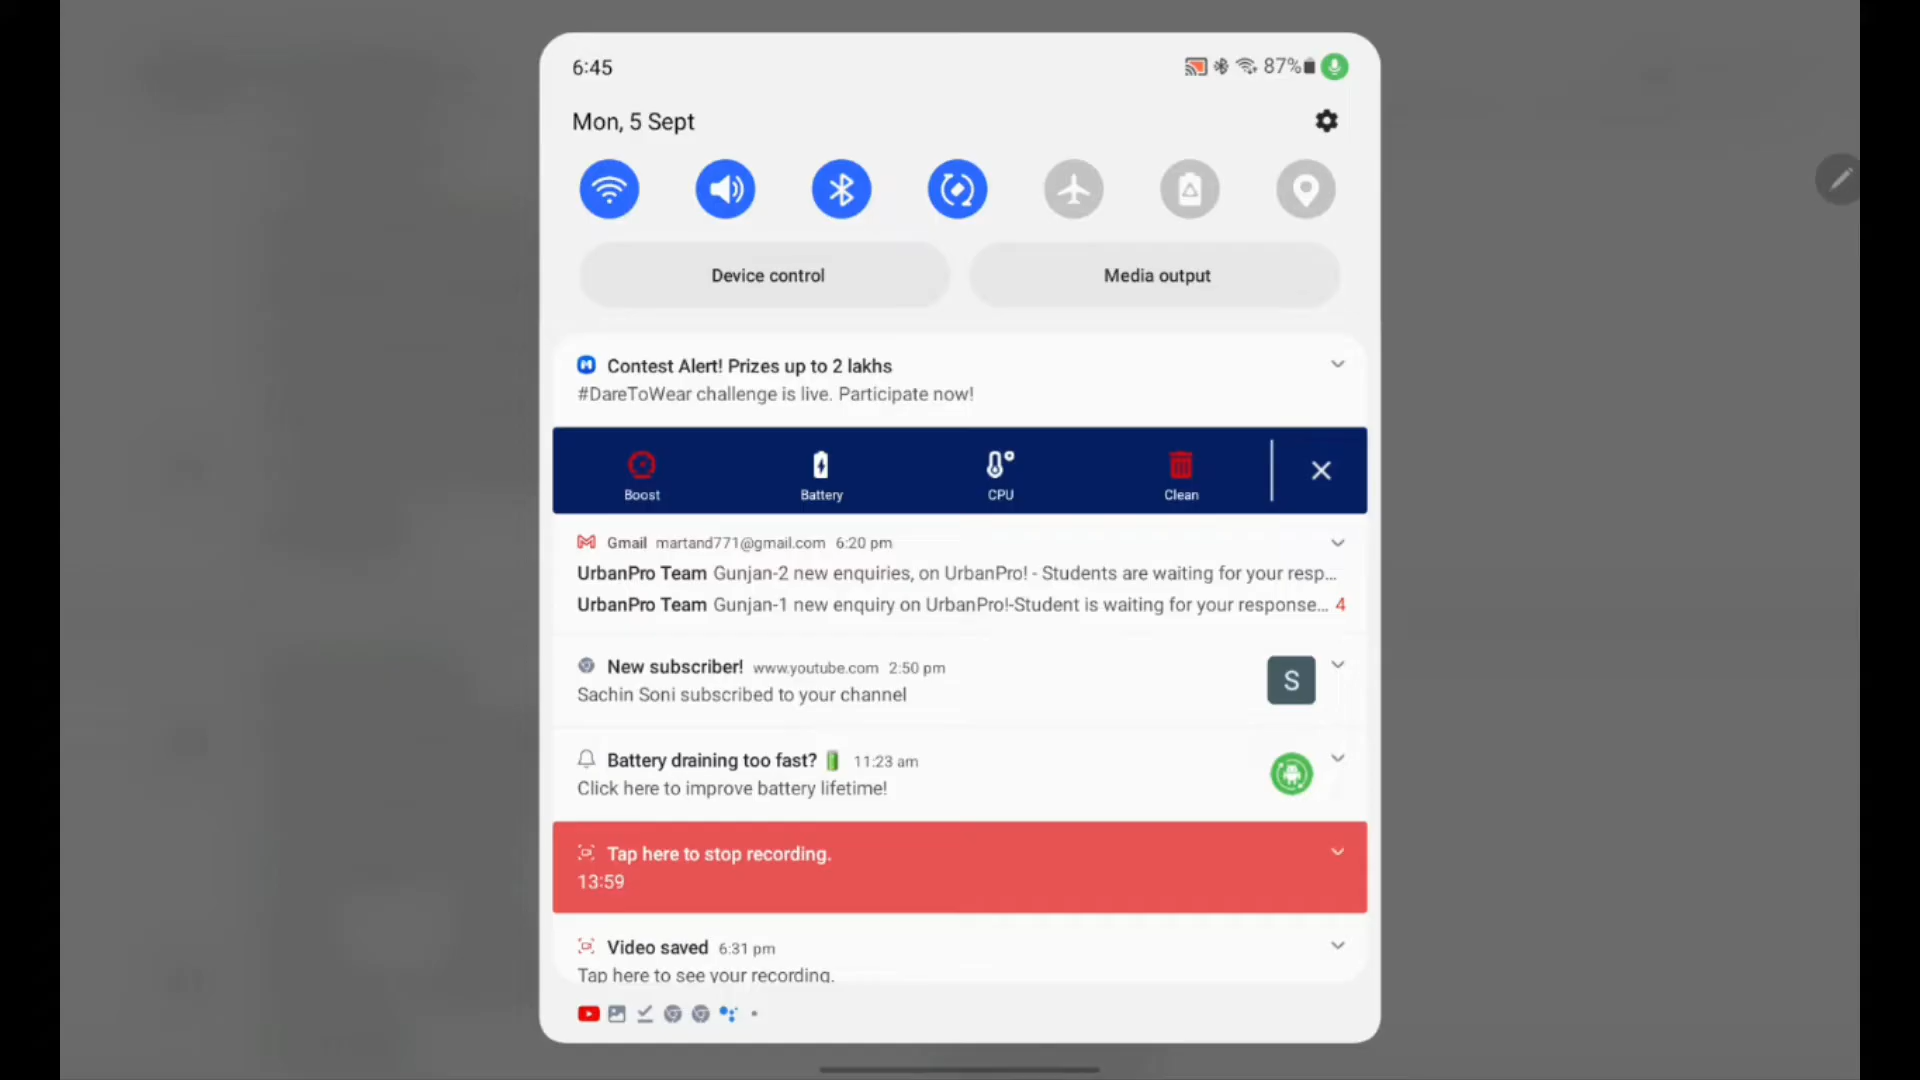 6:45
87%
Mon, 5 Sept
Device control
Media output
Contest Alert! Prizes up to 2 lakhs
#DareToWear challenge is live. Participate now!
Boost
Battery
CPU
Clean
Gmail martand771@gmail.com 6:20 pm
UrbanPro Team Gunjan-2 new enquiries, on UrbanPro! - Students are waiting for your resp...
UrbanPro Team Gunjan-1 new enquiry on UrbanPro!-Student is waiting for your response... 4
New subscriber! www.youtube.com 2:50 pm
S
Sachin Soni subscribed to your channel
Battery draining too fast? 11:23 am
Click here to improve battery lifetime!
Tap here to stop recording.
13:59
Video saved 6:31 pm
Tap here to see your recording.